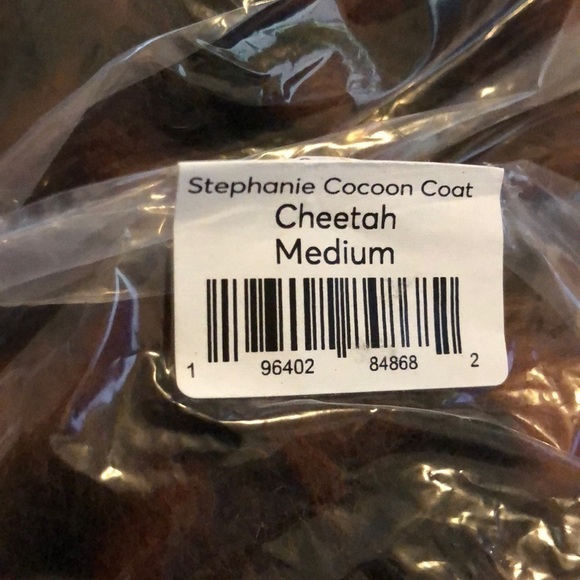 Stephanie Cocoon Coat
Cheetah
Medium
1 96402 84868 2